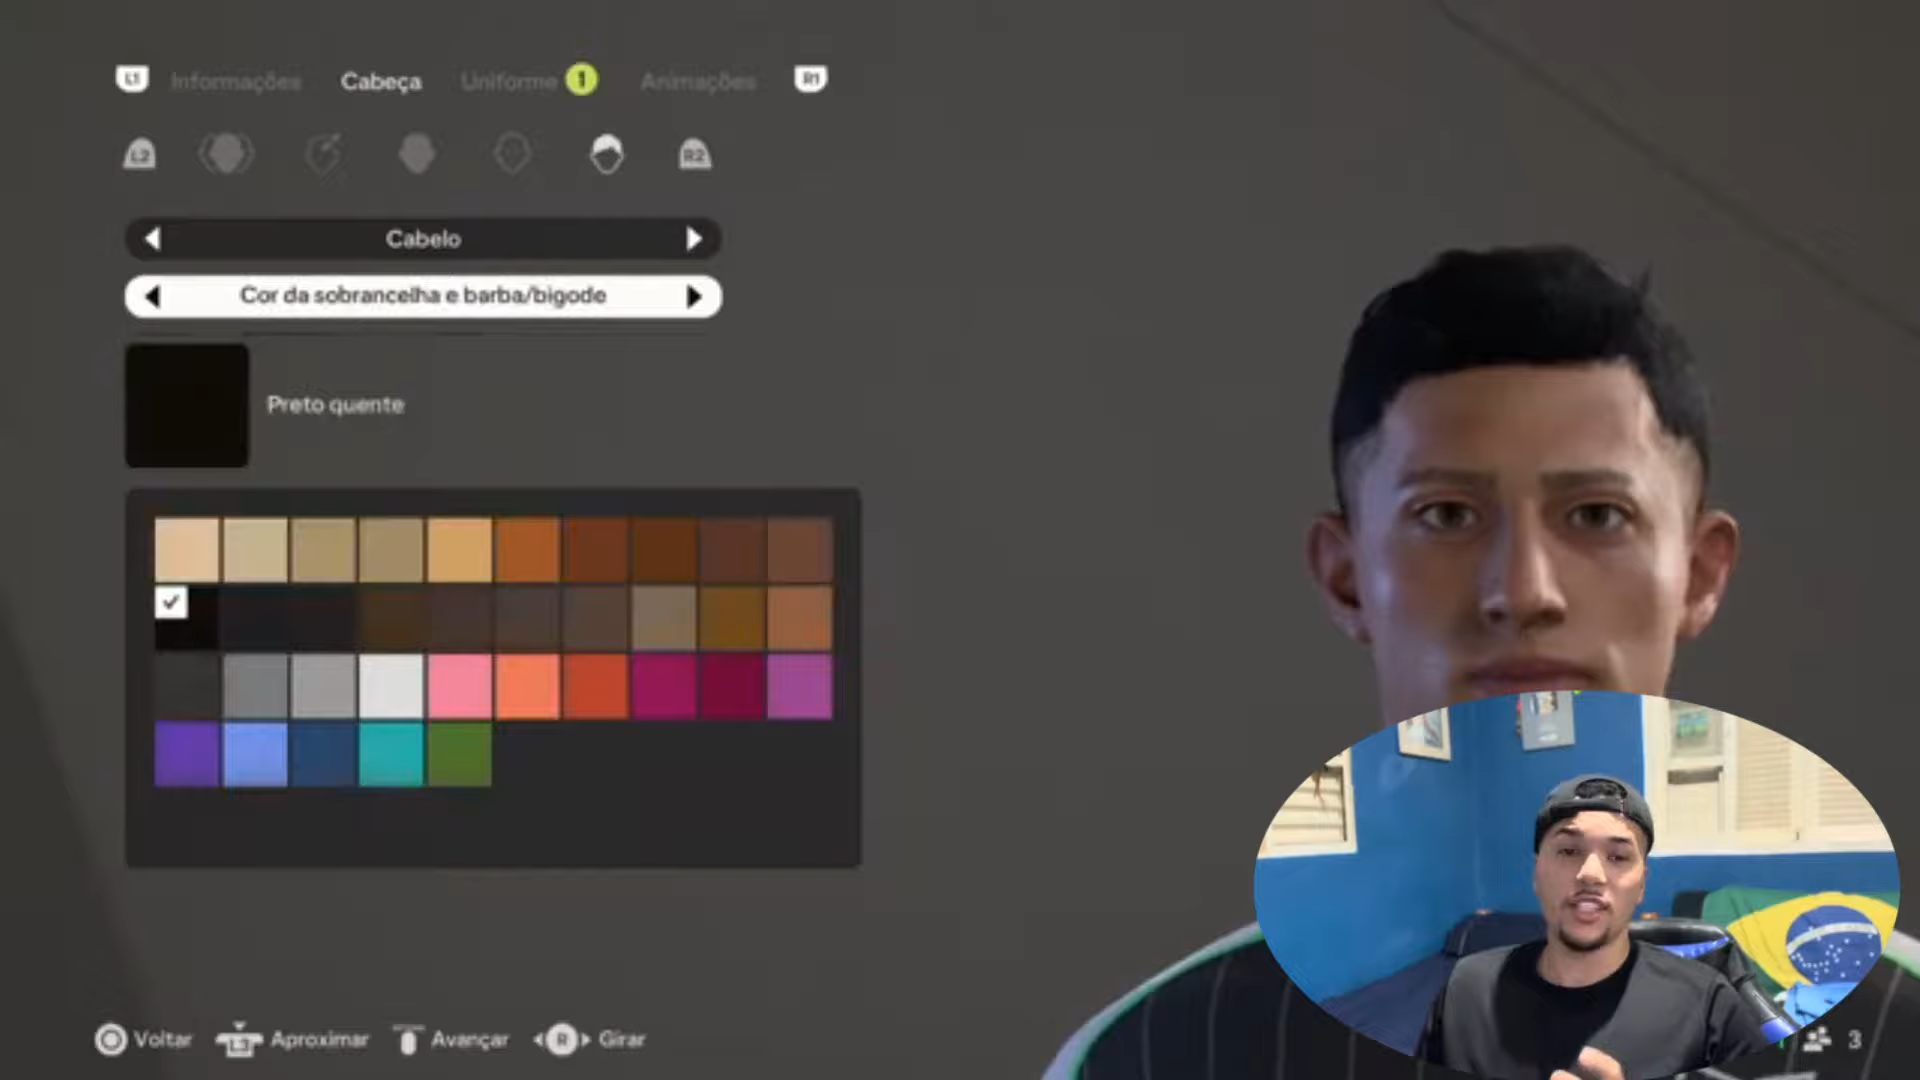 L1 Informações Cabeça Uniforme 1 Animações R1
L2 R2
Cabelo
Cor da sobrancelha e barba/bigode
Preto quente
Voltar L3 Aproximar Avançar R Girar
3